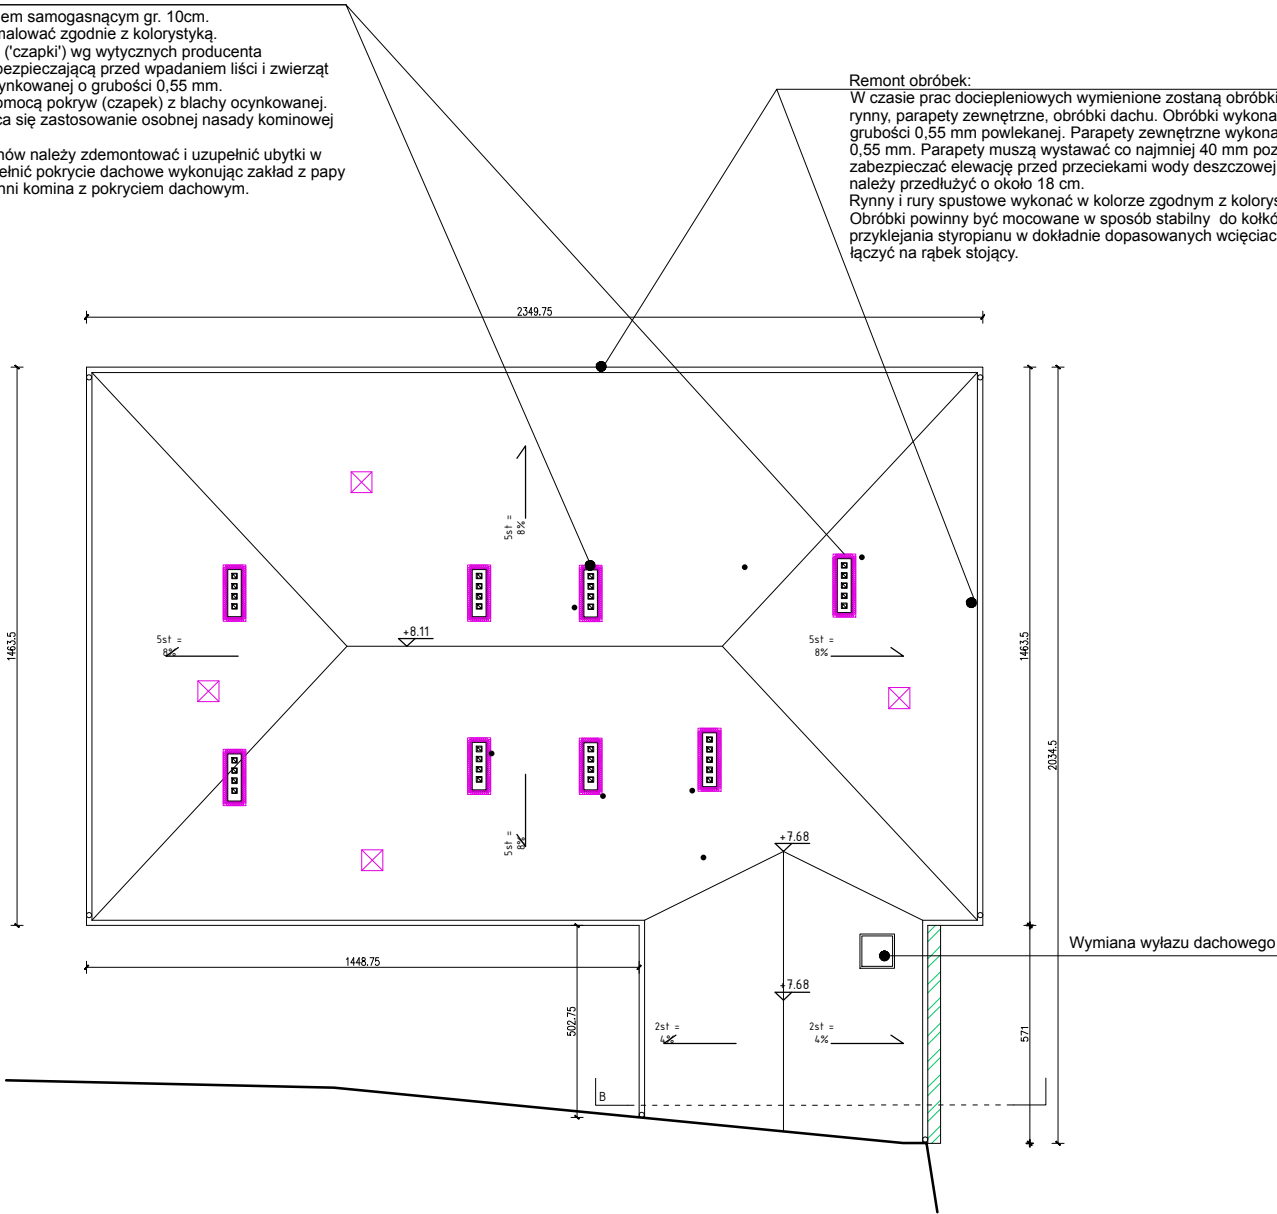 em samogasnącym gr. 10cm.
malować zgodnie z kolorystyką.
('czapki') wg wytycznych producenta
bezpieczającą przed wpadaniem liści i zwierząt
ynkowanej o grubości 0,55 mm.
omocą pokryw (czapek) z blachy ocynkowanej.
ca się zastosowanie osobnej nasady kominowej
nów należy zdemontować i uzupełnić ubytki w
ełnić pokrycie dachowe wykonując zakład z papy
nni komina z pokryciem dachowym.
Remont obróbek:
W czasie prac dociepleniowych wymienione zostaną obróbki
rynny, parapety zewnętrzne, obróbki dachu. Obróbki wykona
grubości 0,55 mm powlekanej. Parapety zewnętrzne wykona
0,55 mm. Parapety muszą wystawać co najmniej 40 mm poz
zabezpieczać elewację przed przeciekami wody deszczowej
należy przedłużyć o około 18 cm.
Rynny i rury spustowe wykonać w kolorze zgodnym z kolorys
Obróbki powinny być mocowane w sposób stabilny do kołkó
przyklejania styropianu w dokładnie dopasowanych wcięciac
łączyć na rąbek stojący.
2349.75
5st =
8%
1463.5
+8.11
5st =
8%
5st =
8%
1463.5
2034.5
5st =
8%
+7.68
Wymiana wyłazu dachowego
1448.75
+7.68
502.75
2st =
4%
2st =
4%
571
B